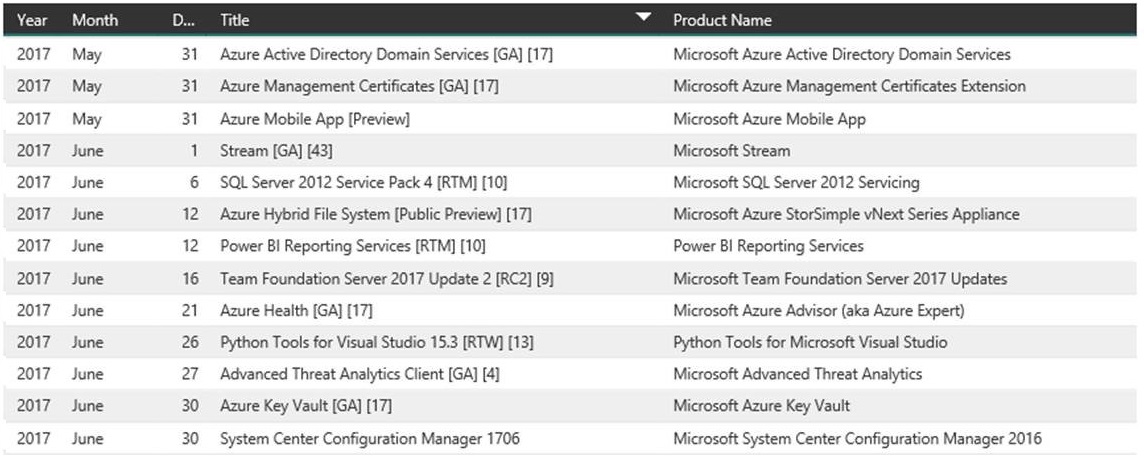 Year Month D... Title Product Name
2017 May 31 Azure Active Directory Domain Services [GA] [17] Microsoft Azure Active Directory Domain Services
2017 May 31 Azure Management Certificates [GA] [17] Microsoft Azure Management Certificates Extension
2017 May 31 Azure Mobile App [Preview] Microsoft Azure Mobile App
2017 June 1 Stream [GA] [43] Microsoft Stream
2017 June 6 SQL Server 2012 Service Pack 4 [RTM] [10] Microsoft SQL Server 2012 Servicing
2017 June 12 Azure Hybrid File System [Public Preview] [17] Microsoft Azure StorSimple vNext Series Appliance
2017 June 12 Power BI Reporting Services [RTM] [10] Power BI Reporting Services
2017 June 16 Team Foundation Server 2017 Update 2 [RC2] [9] Microsoft Team Foundation Server 2017 Updates
2017 June 21 Azure Health [GA] [17] Microsoft Azure Advisor (aka Azure Expert)
2017 June 26 Python Tools for Visual Studio 15.3 [RTW] [13] Python Tools for Microsoft Visual Studio
2017 June 27 Advanced Threat Analytics Client [GA] [4] Microsoft Advanced Threat Analytics
2017 June 30 Azure Key Vault [GA] [17] Microsoft Azure Key Vault
2017 June 30 System Center Configuration Manager 1706 Microsoft System Center Configuration Manager 2016